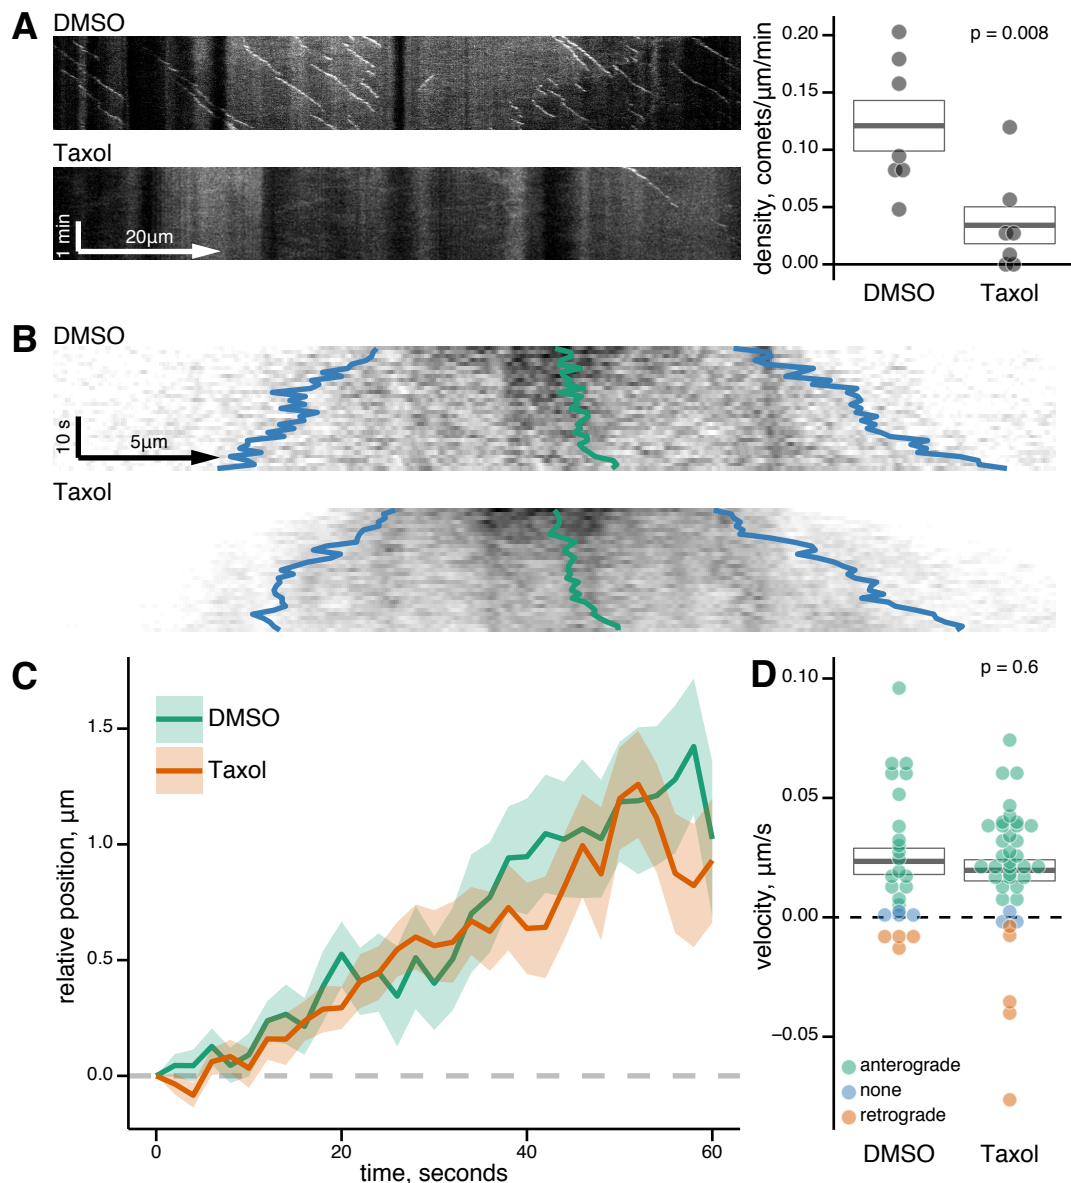 A
DMSO
Taxol
1 min
20µm
density, comets/µm/min
0.20
0.15
0.10
0.05
0.00
p = 0.008
DMSO
Taxol
B
DMSO
10 s
5µm
Taxol
C
relative position, µm
1.5
1.0
0.5
0.0
DMSO
Taxol
0
20
40
60
time, seconds
D
velocity, µm/s
0.10
0.05
0.00
−0.05
p = 0.6
anterograde
none
retrograde
DMSO
Taxol